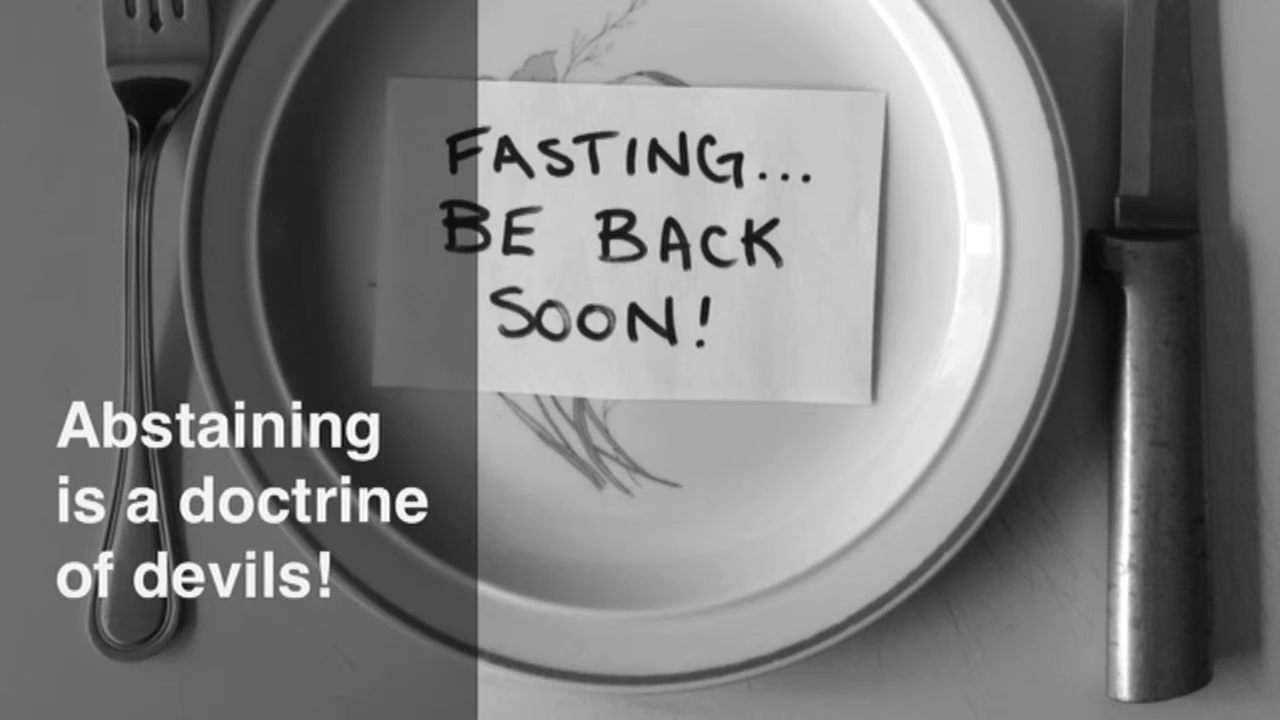 FASTING...
BE BACK
SOON!
Abstaining
is a doctrine
of devils!